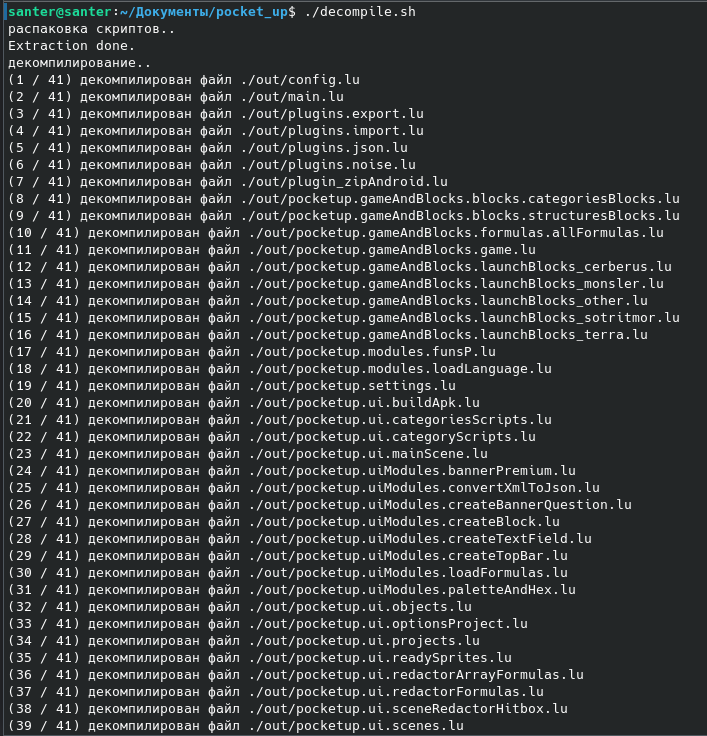 santer@santer:~/Документы/pocket_up$ ./decompile.sh
распаковка скриптов..
Extraction done.
декомпилирование..
(1 / 41) декомпилирован файл ./out/config.lu
(2 / 41) декомпилирован файл ./out/main.lu
(3 / 41) декомпилирован файл ./out/plugins.export.lu
(4 / 41) декомпилирован файл ./out/plugins.import.lu
(5 / 41) декомпилирован файл ./out/plugins.json.lu
(6 / 41) декомпилирован файл ./out/plugins.noise.lu
(7 / 41) декомпилирован файл ./out/plugin_zipAndroid.lu
(8 / 41) декомпилирован файл ./out/pocketup.gameAndBlocks.blocks.categoriesBlocks.lu
(9 / 41) декомпилирован файл ./out/pocketup.gameAndBlocks.blocks.structuresBlocks.lu
(10 / 41) декомпилирован файл ./out/pocketup.gameAndBlocks.formulas.allFormulas.lu
(11 / 41) декомпилирован файл ./out/pocketup.gameAndBlocks.game.lu
(12 / 41) декомпилирован файл ./out/pocketup.gameAndBlocks.launchBlocks_cerberus.lu
(13 / 41) декомпилирован файл ./out/pocketup.gameAndBlocks.launchBlocks_monsler.lu
(14 / 41) декомпилирован файл ./out/pocketup.gameAndBlocks.launchBlocks_other.lu
(15 / 41) декомпилирован файл ./out/pocketup.gameAndBlocks.launchBlocks_sotritmor.lu
(16 / 41) декомпилирован файл ./out/pocketup.gameAndBlocks.launchBlocks_terra.lu
(17 / 41) декомпилирован файл ./out/pocketup.modules.funsP.lu
(18 / 41) декомпилирован файл ./out/pocketup.modules.loadLanguage.lu
(19 / 41) декомпилирован файл ./out/pocketup.settings.lu
(20 / 41) декомпилирован файл ./out/pocketup.ui.buildApk.lu
(21 / 41) декомпилирован файл ./out/pocketup.ui.categoriesScripts.lu
(22 / 41) декомпилирован файл ./out/pocketup.ui.categoryScripts.lu
(23 / 41) декомпилирован файл ./out/pocketup.ui.mainScene.lu
(24 / 41) декомпилирован файл ./out/pocketup.uiModules.bannerPremium.lu
(25 / 41) декомпилирован файл ./out/pocketup.uiModules.convertXmlToJson.lu
(26 / 41) декомпилирован файл ./out/pocketup.uiModules.createBannerQuestion.lu
(27 / 41) декомпилирован файл ./out/pocketup.uiModules.createBlock.lu
(28 / 41) декомпилирован файл ./out/pocketup.uiModules.createTextField.lu
(29 / 41) декомпилирован файл ./out/pocketup.uiModules.createTopBar.lu
(30 / 41) декомпилирован файл ./out/pocketup.uiModules.loadFormulas.lu
(31 / 41) декомпилирован файл ./out/pocketup.uiModules.paletteAndHex.lu
(32 / 41) декомпилирован файл ./out/pocketup.ui.objects.lu
(33 / 41) декомпилирован файл ./out/pocketup.ui.optionsProject.lu
(34 / 41) декомпилирован файл ./out/pocketup.ui.projects.lu
(35 / 41) декомпилирован файл ./out/pocketup.ui.readySprites.lu
(36 / 41) декомпилирован файл ./out/pocketup.ui.redactorArrayFormulas.lu
(37 / 41) декомпилирован файл ./out/pocketup.ui.redactorFormulas.lu
(38 / 41) декомпилирован файл ./out/pocketup.ui.sceneRedactorHitbox.lu
(39 / 41) декомпилирован файл ./out/pocketup.ui.scenes.lu